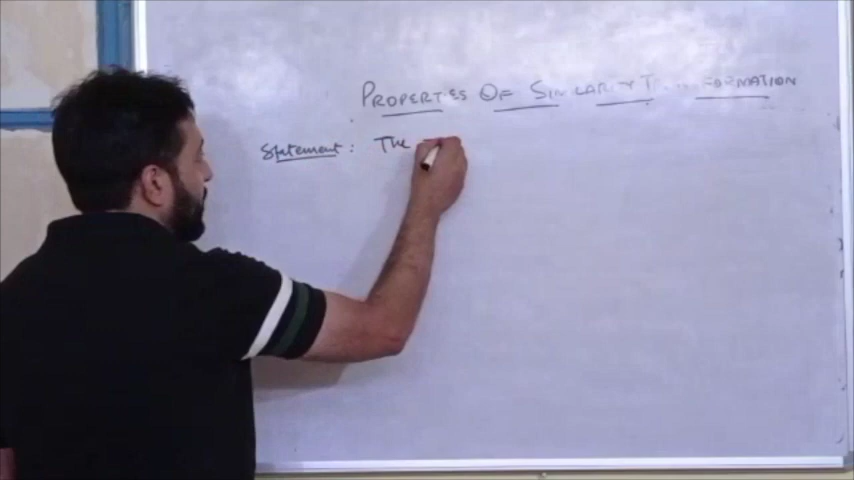 PROPERTIES OF SIMILARITY TRANSFORMATION
Statement : The